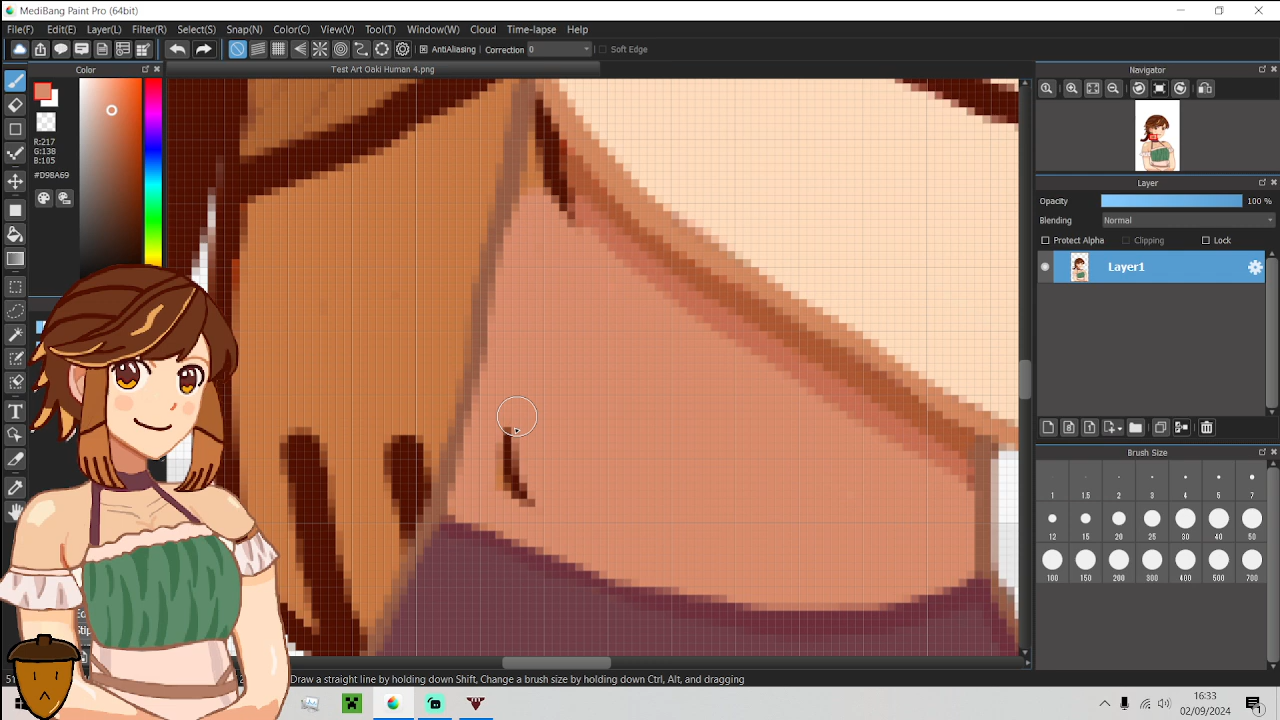 MediBang Paint Pro (64bit)
File(F) Edit(E) Layer(L) Filter(R) Select(S) Snap(N) Color(C) View(V) Tool(T) Window(W) Cloud Time-lapse Help
AntiAliasing Correction 0 Soft Edge
Color
Test Art Oaki Human 4.png
Navigator
R:217
G:138
B:105
#D98A69
T
Layer
Opacity 100 %
Blending Normal
Protect Alpha Clipping Lock
Layer1
Brush Size
1 1.5 2 3 4 5 7
12 15 20 25 30 40 50
100 150 200 300 400 500 700
Draw a straight line by holding down Shift, Change a brush size by holding down Ctrl, Alt, and dragging
16:33
02/09/2024
1